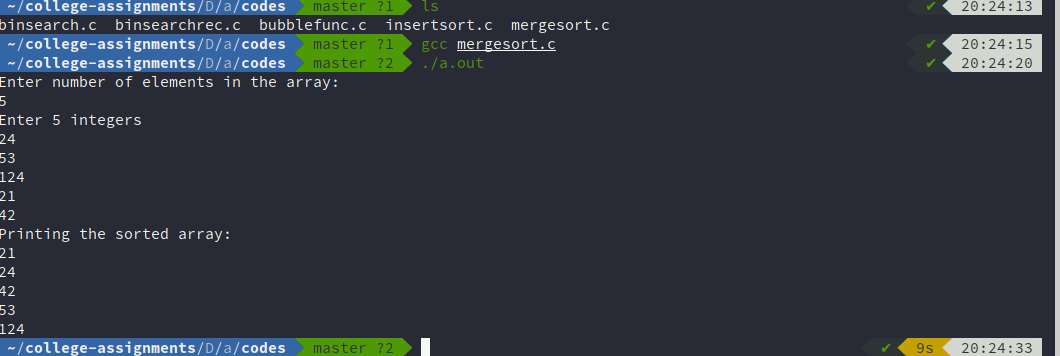 ~/college-assignments/D/a/codes master ?1 ls ✔ 20:24:13
binsearch.c binsearchrec.c bubblefunc.c insertsort.c mergesort.c
~/college-assignments/D/a/codes master ?1 gcc mergesort.c ✔ 20:24:15
~/college-assignments/D/a/codes master ?2 ./a.out ✔ 20:24:20
Enter number of elements in the array:
5
Enter 5 integers
24
53
124
21
42
Printing the sorted array:
21
24
42
53
124
~/college-assignments/D/a/codes master ?2 ✔ 9s 20:24:33